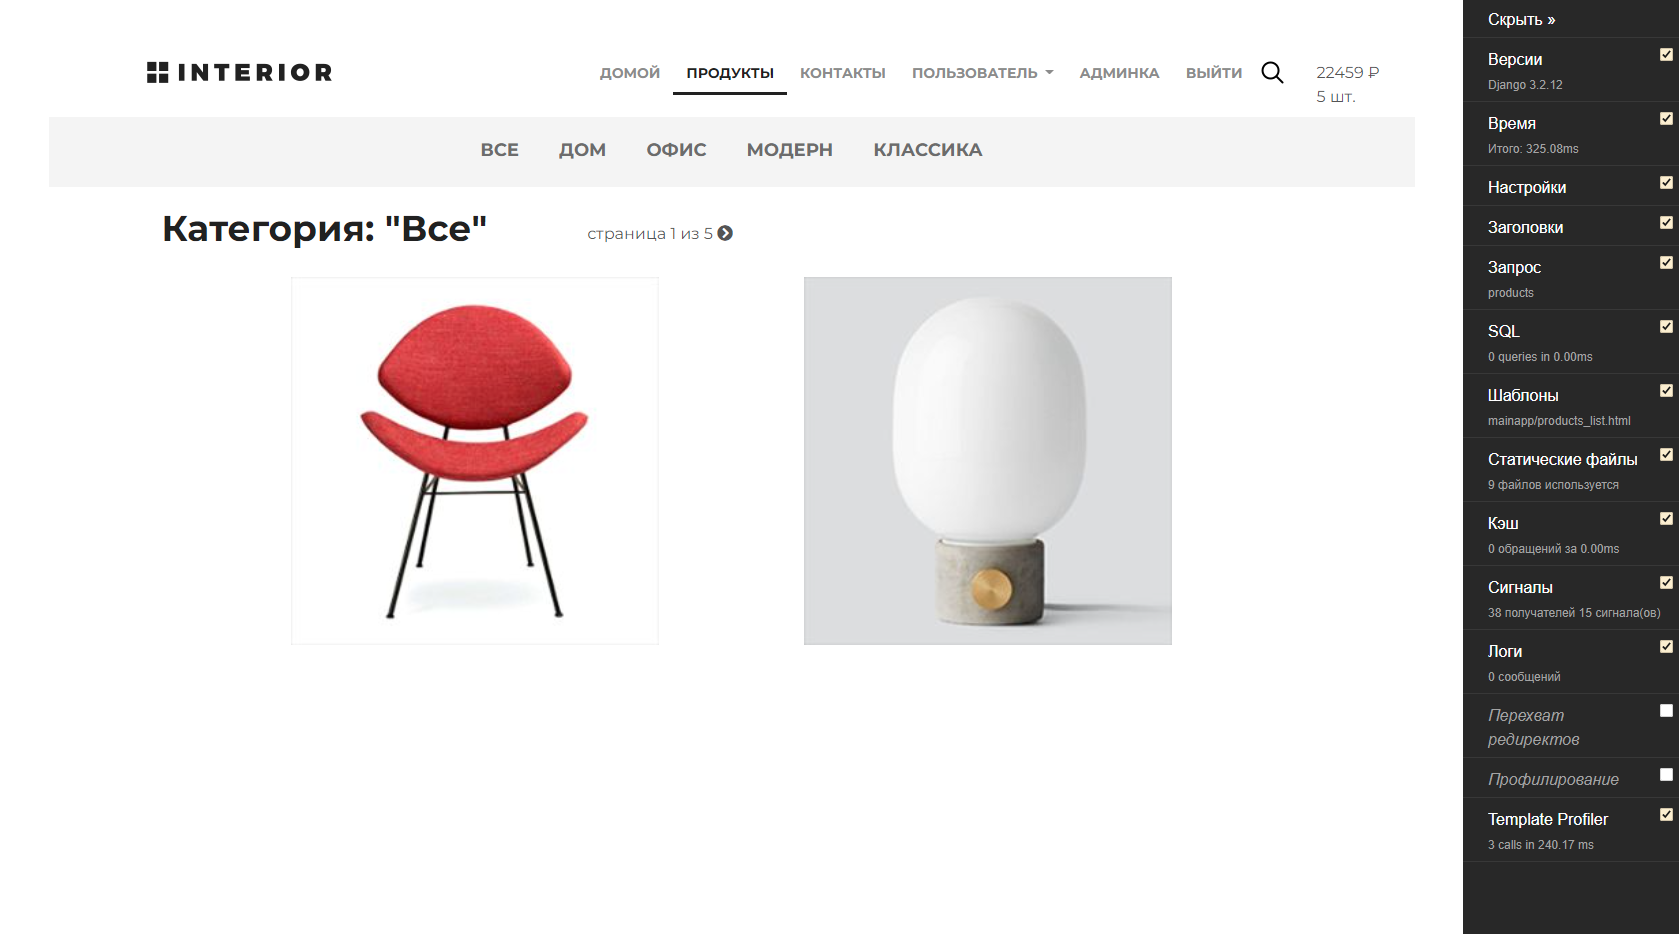 INTERIOR
ДОМОЙ ПРОДУКТЫ КОНТАКТЫ ПОЛЬЗОВАТЕЛЬ АДМИНКА ВЫЙТИ 22459 ₽
5 шт.
ВСЕ ДОМ ОФИС МОДЕРН КЛАССИКА
Категория: "Все" страница 1 из 5
Скрыть »
Версии
Django 3.2.12
Время
Итого: 325.08ms
Настройки
Заголовки
Запрос
products
SQL
0 queries in 0.00ms
Шаблоны
mainapp/products_list.html
Статические файлы
9 файлов используется
Кэш
0 обращений за 0.00ms
Сигналы
38 получателей 15 сигнала(ов)
Логи
0 сообщений
Перехват
редиректов
Профилирование
Template Profiler
3 calls in 240.17 ms